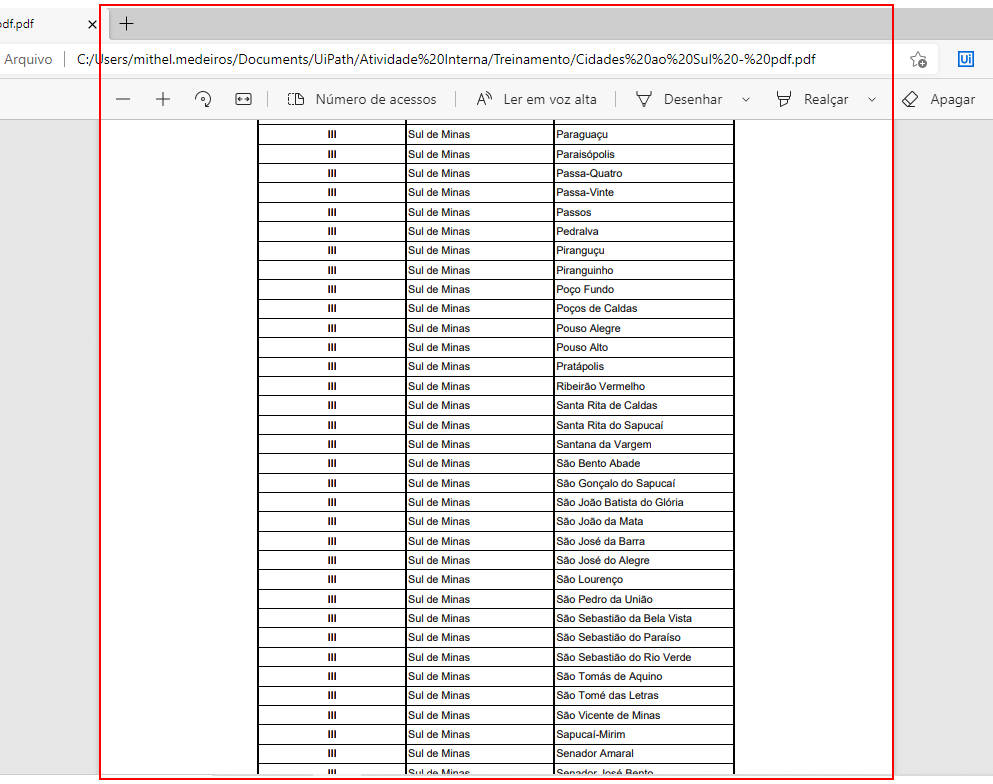 pdf.pdf
Arquivo C:/Users/mithel.medeiros/Documents/UiPath/Atividade%20Interna/Treinamento/Cidades%20ao%20Sul%20-%20pdf.pdf Ui
Número de acessos Ler em voz alta Desenhar Realçar Apagar
III Sul de Minas Paraguaçu
III Sul de Minas Paraisópolis
III Sul de Minas Passa-Quatro
III Sul de Minas Passa-Vinte
III Sul de Minas Passos
III Sul de Minas Pedralva
III Sul de Minas Piranguçu
III Sul de Minas Piranguinho
III Sul de Minas Poço Fundo
III Sul de Minas Poços de Caldas
III Sul de Minas Pouso Alegre
III Sul de Minas Pouso Alto
III Sul de Minas Pratápolis
III Sul de Minas Ribeirão Vermelho
III Sul de Minas Santa Rita de Caldas
III Sul de Minas Santa Rita do Sapucaí
III Sul de Minas Santana da Vargem
III Sul de Minas São Bento Abade
III Sul de Minas São Gonçalo do Sapucaí
III Sul de Minas São João Batista do Glória
III Sul de Minas São João da Mata
III Sul de Minas São José da Barra
III Sul de Minas São José do Alegre
III Sul de Minas São Lourenço
III Sul de Minas São Pedro da União
III Sul de Minas São Sebastião da Bela Vista
III Sul de Minas São Sebastião do Paraíso
III Sul de Minas São Sebastião do Rio Verde
III Sul de Minas São Tomás de Aquino
III Sul de Minas São Tomé das Letras
III Sul de Minas São Vicente de Minas
III Sul de Minas Sapucaí-Mirim
III Sul de Minas Senador Amaral
III Sul de Minas Senador José Bento